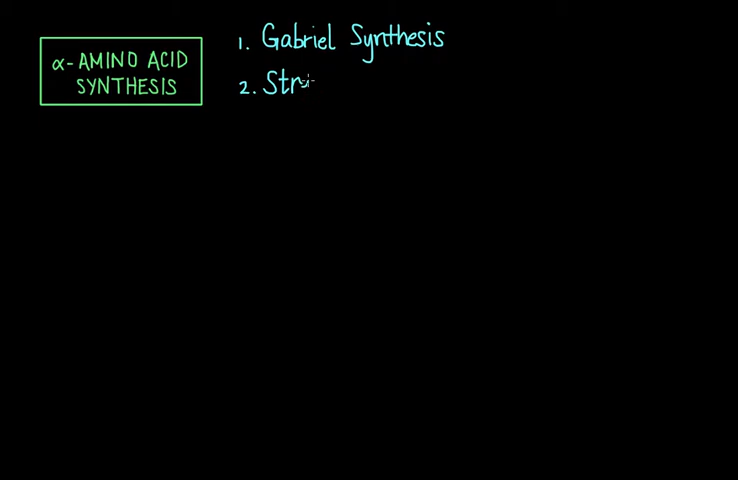 α-AMINO ACID
SYNTHESIS
1. Gabriel Synthesis
2. Str